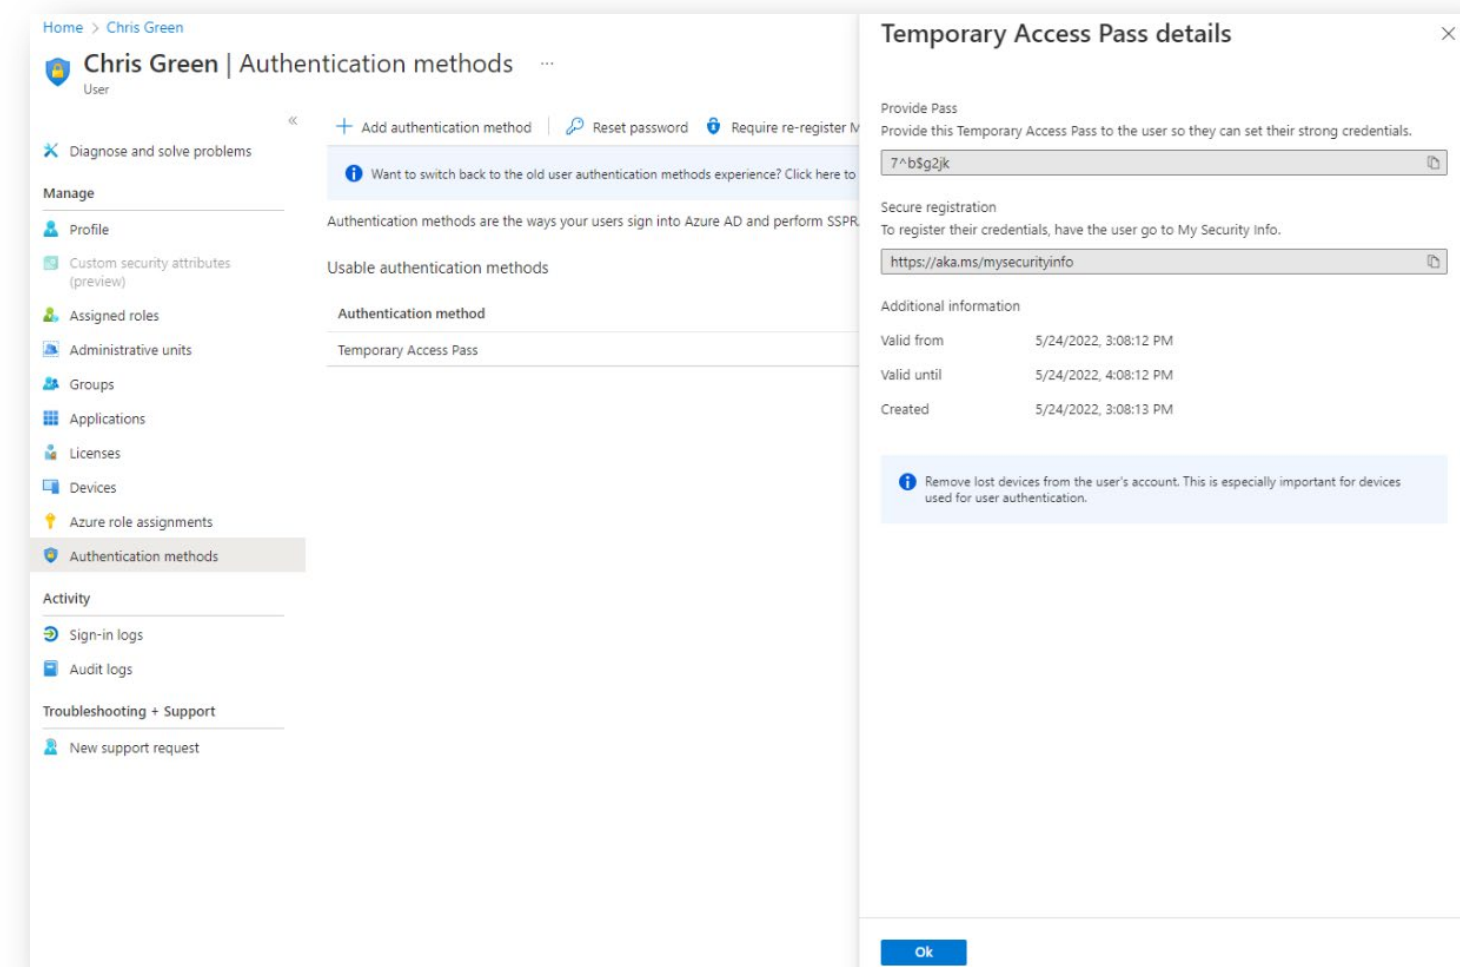 Home > Chris Green
Chris Green | Authentication methods ...
User
«
Diagnose and solve problems
Manage
Profile
Custom security attributes
(preview)
Assigned roles
Administrative units
Groups
Applications
Licenses
Devices
Azure role assignments
Authentication methods
Activity
Sign-in logs
Audit logs
Troubleshooting + Support
New support request
+ Add authentication method
Reset password
Require re-register M
Want to switch back to the old user authentication methods experience? Click here to
Authentication methods are the ways your users sign into Azure AD and perform SSPR.
Usable authentication methods
Authentication method
Temporary Access Pass
Temporary Access Pass details
Provide Pass
Provide this Temporary Access Pass to the user so they can set their strong credentials.
7^b$g2jk
Secure registration
To register their credentials, have the user go to My Security Info.
https://aka.ms/mysecurityinfo
Additional information
Valid from 5/24/2022, 3:08:12 PM
Valid until 5/24/2022, 4:08:12 PM
Created 5/24/2022, 3:08:13 PM
Remove lost devices from the user's account. This is especially important for devices
used for user authentication.
Ok